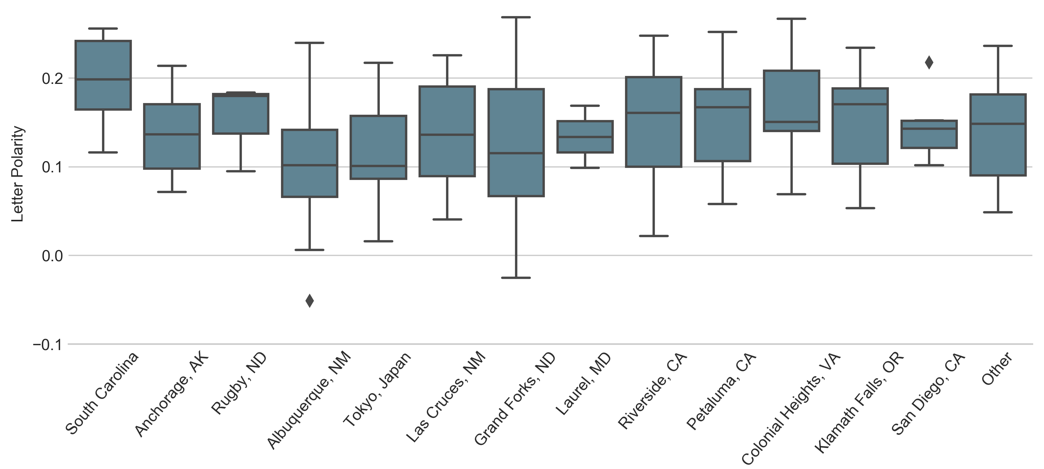 Letter Polarity
0.2
0.1
0.0
−0.1
South Carolina
Anchorage, AK
Rugby, ND
Albuquerque, NM
Tokyo, Japan
Las Cruces, NM
Grand Forks, ND
Laurel, MD
Riverside, CA
Petaluma, CA
Colonial Heights, VA
Klamath Falls, OR
San Diego, CA
Other